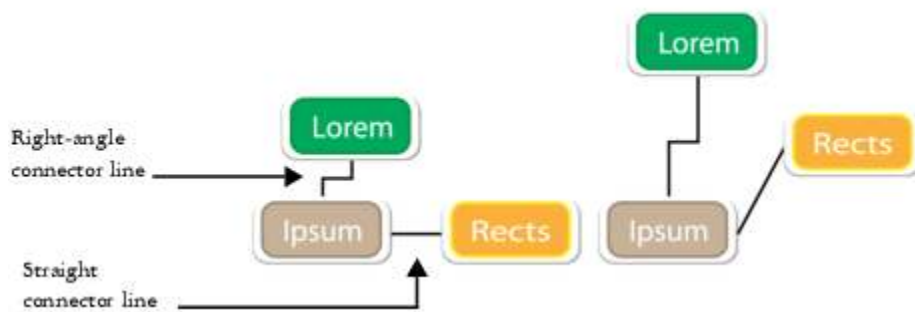 Lorem
Lorem
Right-angle
connector line
Rects
Ipsum
Rects
Ipsum
Straight
connector line